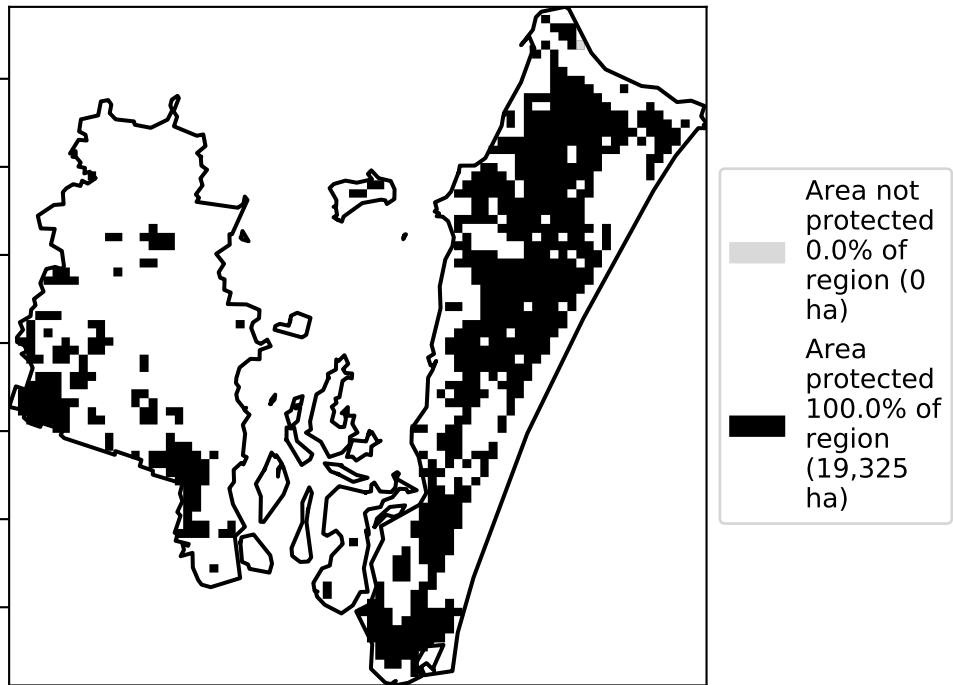 Area not
protected
0.0% of
region (0
ha)
Area
protected
100.0% of
region
(19,325
ha)